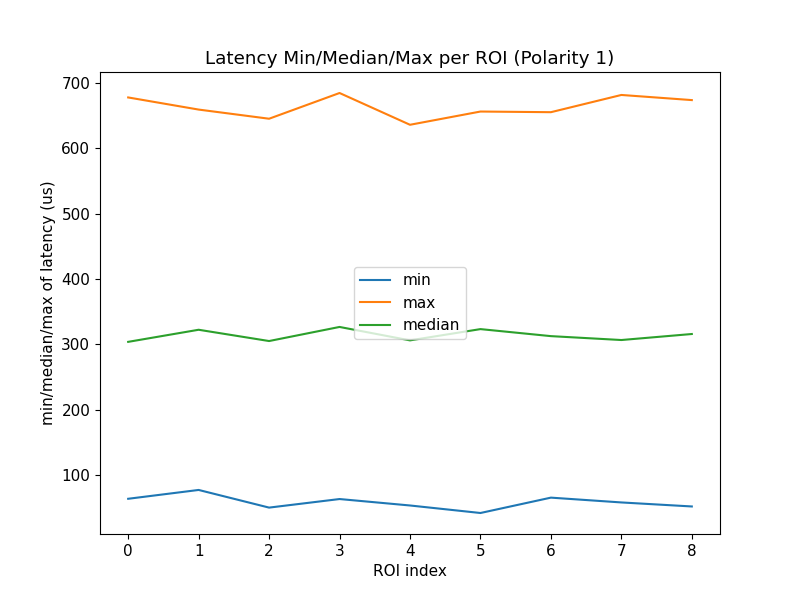 Latency Min/Median/Max per ROI (Polarity 1)
min/median/max of latency (us)
700
600
500
400
300
200
100
min
max
median
0 1 2 3 4 5 6 7 8
ROI index